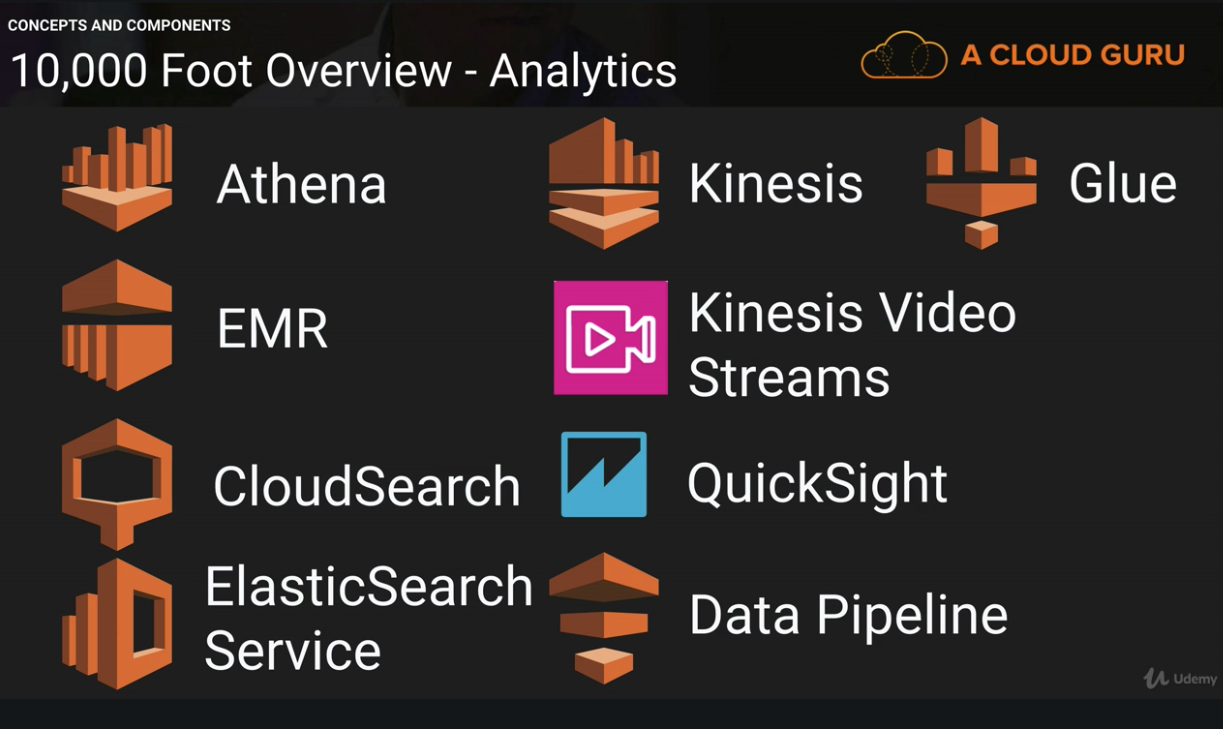 CONCEPTS AND COMPONENTS
10,000 Foot Overview - Analytics
A CLOUD GURU
Athena
Kinesis
Glue
EMR
Kinesis Video
Streams
CloudSearch
QuickSight
ElasticSearch
Service
Data Pipeline
Udemy